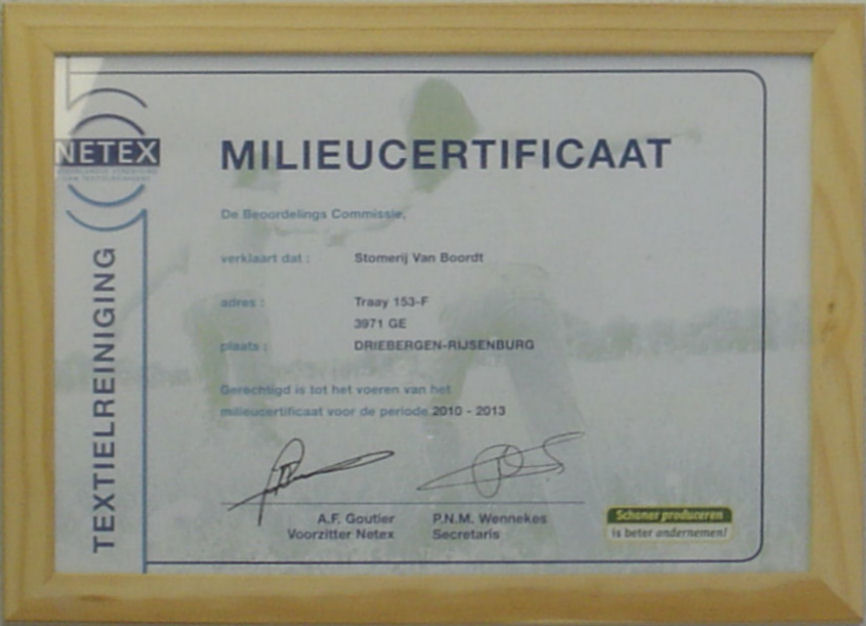 NETEX
MILIEUCERTIFICAAT
De Beoordelings Commissie,
verklaart dat : Stomerij Van Boordt
adres : Traay 153-F
3971 GE
plaats : DRIEBERGEN-RIJSENBURG
Gerechtigd is tot het voeren van het
milieucertificaat voor de periode 2010 - 2013
A.F. Goutier
Voorzitter Netex
P.N.M. Wennekes
Secretaris
Schoner produceren
is beter ondernemen!
TEXTIELREINIGING